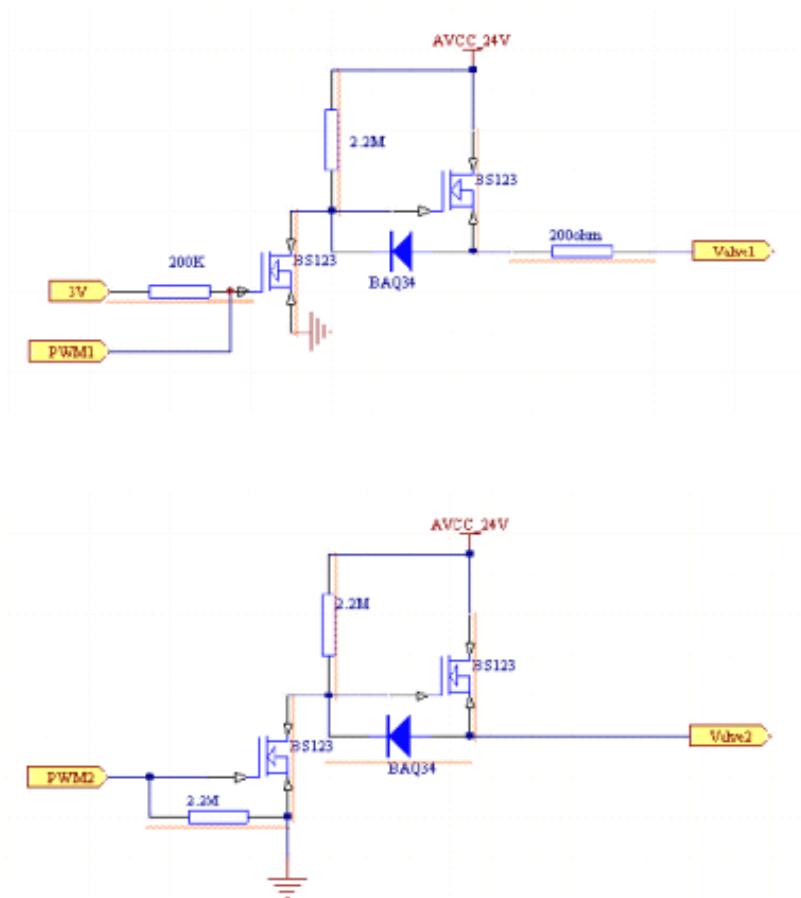 AVCC_24V
2.2M
BS123
200ohm
Valve1
200K
BS123
BAQ34
3V
PWM1
AVCC_24V
2.2M
BS123
Valve2
BS123
BAQ34
PWM2
2.2M